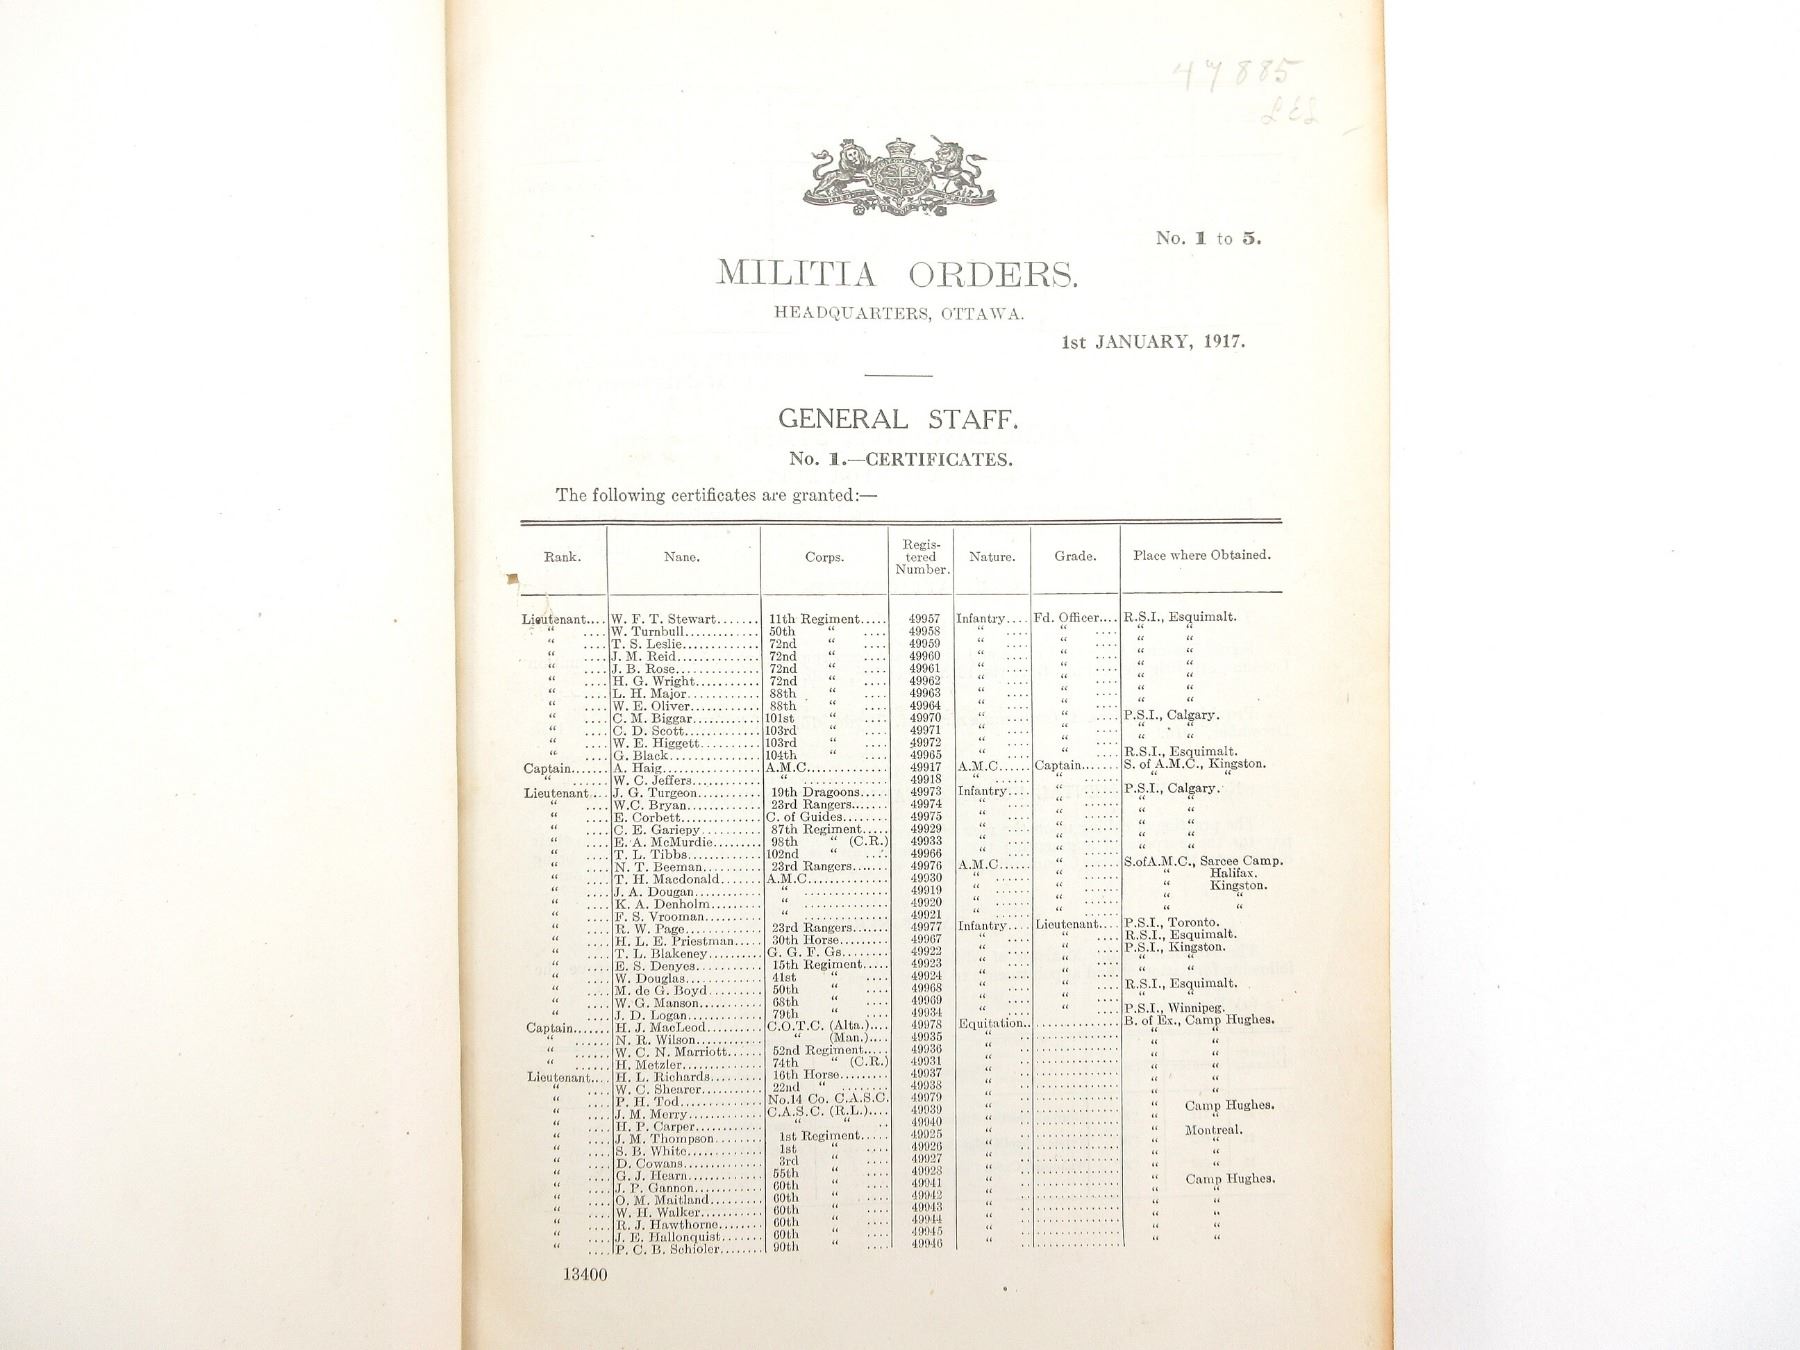 47885
No. 1 to 5.
MILITIA ORDERS.
HEADQUARTERS, OTTAWA.
1st JANUARY, 1917.
GENERAL STAFF.
No. 1.—CERTIFICATES.
The following certificates are granted:—
Rank. Nane. Corps. Regis-tered Number. Nature. Grade. Place where Obtained.
Lieutenant.... W. F. T. Stewart....... 11th Regiment..... 49957 Infantry.... Fd. Officer.... R.S.I., Esquimalt.
“ .... W. Turnbull........... 50th “ .... 49958 “ .... “ .... “ “
“ .... T. S. Leslie............ 72nd “ .... 49959 “ .... “ .... “ “
“ .... J. M. Reid............. 72nd “ .... 49960 “ .... “ .... “ “
“ .... J. B. Rose............. 72nd “ .... 49961 “ .... “ .... “ “
“ .... H. G. Wright.......... 72nd “ .... 49962 “ .... “ .... “ “
“ .... L. H. Major........... 88th “ .... 49963 “ .... “ .... “ “
“ .... W. E. Oliver........... 88th “ .... 49964 “ .... “ .... “ “
“ .... C. M. Biggar........... 101st “ .... 49970 “ .... “ .... P.S.I., Calgary.
“ .... C. D. Scott............ 103rd “ .... 49971 “ .... “ .... “ “
“ .... W. E. Higgett.......... 103rd “ .... 49972 “ .... “ .... “ “
“ .... G. Black.............. 104th “ .... 49965 “ .... “ .... R.S.I., Esquimalt.
Captain...... A. Haig............... A.M.C............. 49917 A.M.C..... Captain...... S. of A.M.C., Kingston.
“ ...... W. C. Jeffers.......... “ ............ 49918 “ .... “ ...... “ “
Lieutenant.... J. G. Turgeon.......... 19th Dragoons..... 49973 Infantry.... “ ...... P.S.I., Calgary.
“ .... W.C. Bryan........... 23rd Rangers...... 49974 “ .... “ ...... “ “
“ .... E. Corbett............. C. of Guides........ 49975 “ .... “ ...... “ “
“ .... C. E. Gariepy.......... 87th Regiment..... 49929 “ .... “ ...... “ “
“ .... E. A. McMurdie........ 98th “ (C.R.) 49933 “ .... “ ...... “ “
“ .... T. L. Tibbs............ 102nd “ .... 49966 “ .... “ ...... “ “
“ .... N. T. Beeman.......... 23rd Rangers...... 49976 A.M.C..... “ ...... S.of A.M.C., Sarcee Camp.
“ .... T. H. Macdonald....... A.M.C............. 49930 “ .... “ ...... “ Halifax.
“ .... J. A. Dougan........... “ ............ 49919 “ .... “ ...... “ Kingston.
“ .... K. A. Denholm......... “ ............ 49920 “ .... “ ...... “ “
“ .... F. S. Vrooman.......... “ ............ 49921 “ .... “ ...... “ “
“ .... R. W. Page............. 23rd Rangers...... 49977 Infantry.... Lieutenant.... P.S.I., Toronto.
“ .... H. L. E. Priestman..... 30th Horse......... 49967 “ .... “ .... R.S.I., Esquimalt.
“ .... T. L. Blakeney......... G. G. F. Gs........ 49922 “ .... “ .... P.S.I., Kingston.
“ .... E. S. Denyes........... 15th Regiment..... 49923 “ .... “ .... “ “
“ .... W. Douglas............ 41st “ .... 49924 “ .... “ .... “ “
“ .... M. de G. Boyd......... 50th “ .... 49968 “ .... “ .... R.S.I., Esquimalt.
“ .... W. G. Manson.......... 68th “ .... 49969 “ .... “ .... “ “
“ .... J. D. Logan............ 79th “ .... 49934 “ .... “ .... P.S.I., Winnipeg.
Captain...... H. J. MacLeod......... C.O.T.C. (Alta.).... 49978 Equitation.. ............. B. of Ex., Camp Hughes.
“ ...... N. R. Wilson........... “ (Man.).... 49935 “ .. ............. “ “
“ ...... W. C. N. Marriott...... 52nd Regiment..... 49936 “ .. ............. “ “
“ ...... H. Metzler............. 74th “ (C.R.) 49931 “ .. ............. “ “
Lieutenant.... H. L. Richards......... 16th Horse......... 49937 “ .. ............. “ “
“ .... W. C. Shearer.......... 22nd “ ........ 49938 “ .. ............. “ “
“ .... P. H. Tod.............. No.14 Co. C.A.S.C. 49979 “ .. ............. “ “
“ .... J. M. Merry............ C.A.S.C. (R.L.).... 49939 “ .. ............. “ Camp Hughes.
“ .... H. P. Carper........... “ “ .. 49940 “ .. ............. “ “
“ .... J. M. Thompson........ 1st Regiment..... 49925 “ .. ............. “ Montreal.
“ .... S. B. White............ 1st “ .... 49926 “ .. ............. “ “
“ .... D. Cowans............. 3rd “ .... 49927 “ .. ............. “ “
“ .... G. J. Hearn............ 55th “ .... 49928 “ .. ............. “ “
“ .... J. P. Gannon........... 60th “ .... 49941 “ .. ............. “ Camp Hughes.
“ .... O. M. Maitland......... 60th “ .... 49942 “ .. ............. “ “
“ .... W. H. Walker.......... 60th “ .... 49943 “ .. ............. “ “
“ .... R. J. Hawthorne........ 60th “ .... 49944 “ .. ............. “ “
“ .... J. E. Hallonquist....... 60th “ .... 49945 “ .. ............. “ “
“ .... P. C. B. Schioler........ 90th “ .... 49946 “ .. ............. “ “
13400